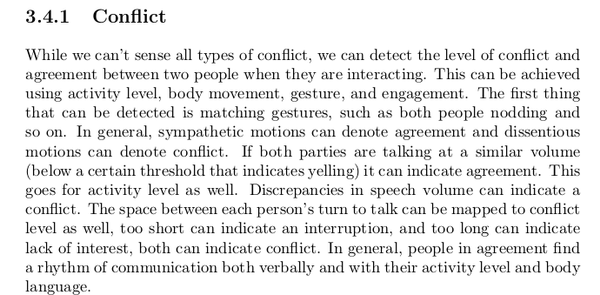 3.4.1 Conflict
While we can't sense all types of conflict, we can detect the level of conflict and
agreement between two people when they are interacting. This can be achieved
using activity level, body movement, gesture, and engagement. The first thing
that can be detected is matching gestures, such as both people nodding and
so on. In general, sympathetic motions can denote agreement and dissentious
motions can denote conflict. If both parties are talking at a similar volume
(below a certain threshold that indicates yelling) it can indicate agreement. This
goes for activity level as well. Discrepancies in speech volume can indicate a
conflict. The space between each person's turn to talk can be mapped to conflict
level as well, too short can indicate an interruption, and too long can indicate
lack of interest, both can indicate conflict. In general, people in agreement find
a rhythm of communication both verbally and with their activity level and body
language.